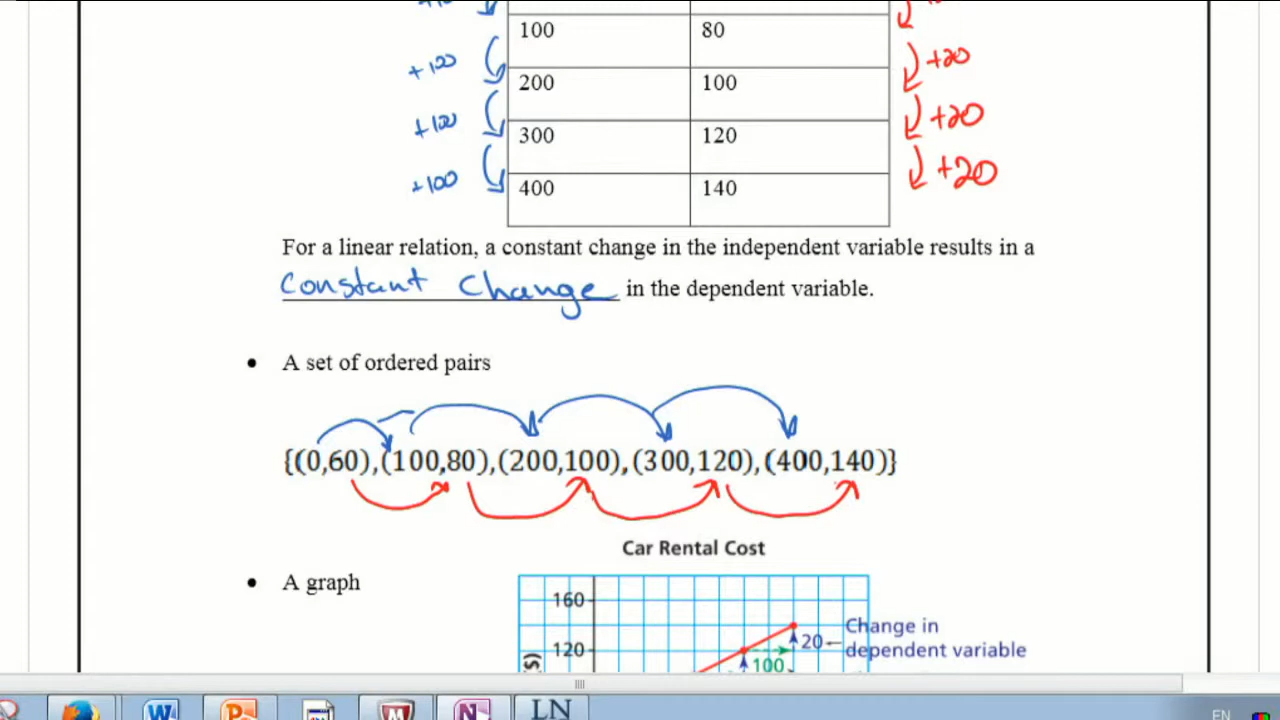 100 80
+20
+100
200 100
+20
+100
300 120
+20
+100
400 140
For a linear relation, a constant change in the independent variable results in a
Constant Change in the dependent variable.
• A set of ordered pairs
{(0,60),(100,80),(200,100),(300,120),(400,140)}
Car Rental Cost
• A graph
160
Change in
20
dependent variable
120
100
LN
EN